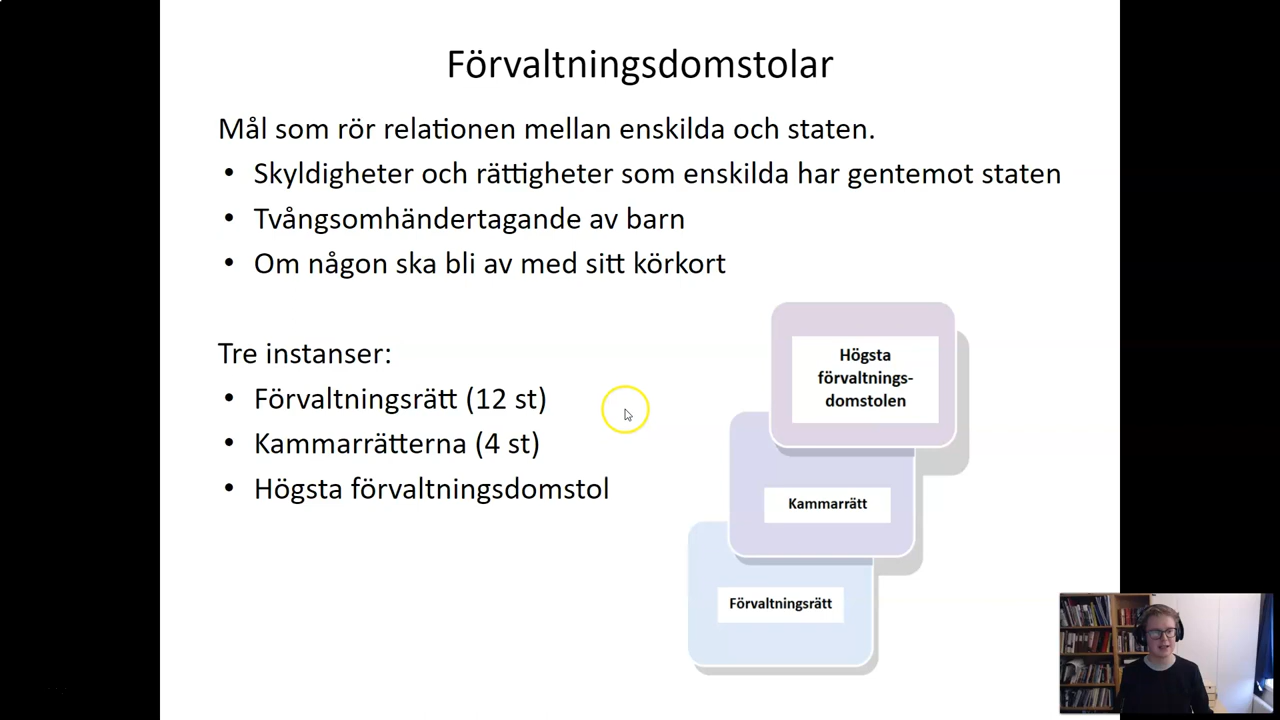 Förvaltningsdomstolar
Mål som rör relationen mellan enskilda och staten.
• Skyldigheter och rättigheter som enskilda har gentemot staten
• Tvångsomhändertagande av barn
• Om någon ska bli av med sitt körkort
Tre instanser:
• Förvaltningsrätt (12 st)
• Kammarrätterna (4 st)
• Högsta förvaltningsdomstol
Högsta
förvaltnings-
domstolen
Kammarrätt
Förvaltningsrätt